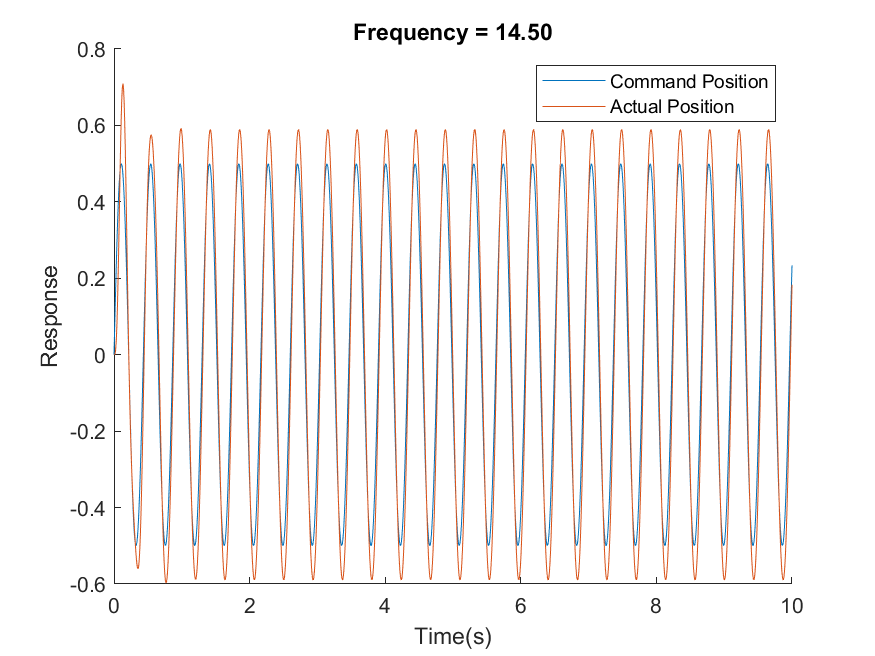 Frequency = 14.50
Command Position
Actual Position
Response
0.8
0.6
0.4
0.2
0
-0.2
-0.4
-0.6
0 2 4 6 8 10
Time(s)